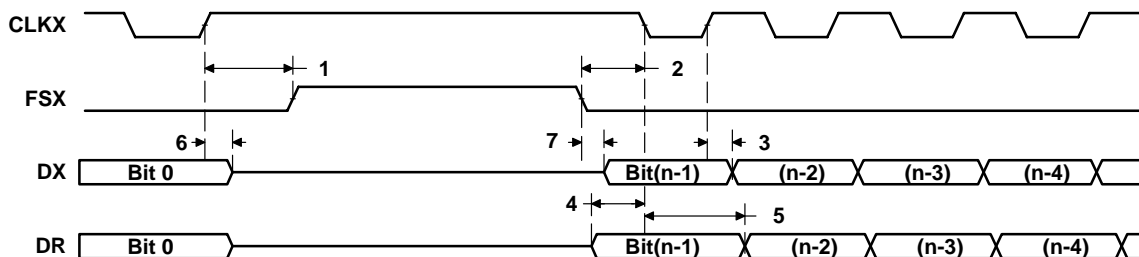 CLKX
1
2
FSX
6
7
3
DX
Bit 0
Bit(n-1)
(n-2)
(n-3)
(n-4)
4
5
DR
Bit 0
Bit(n-1)
(n-2)
(n-3)
(n-4)